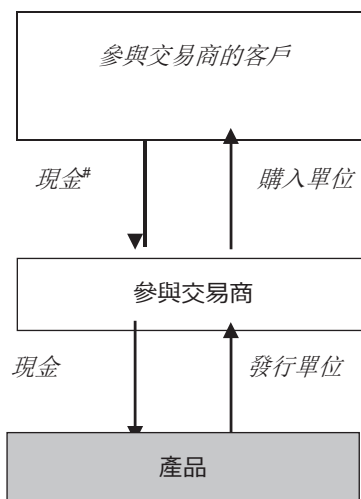 參與交易商的客戶
現金# 購入單位
參與交易商
現金 發行單位
產品